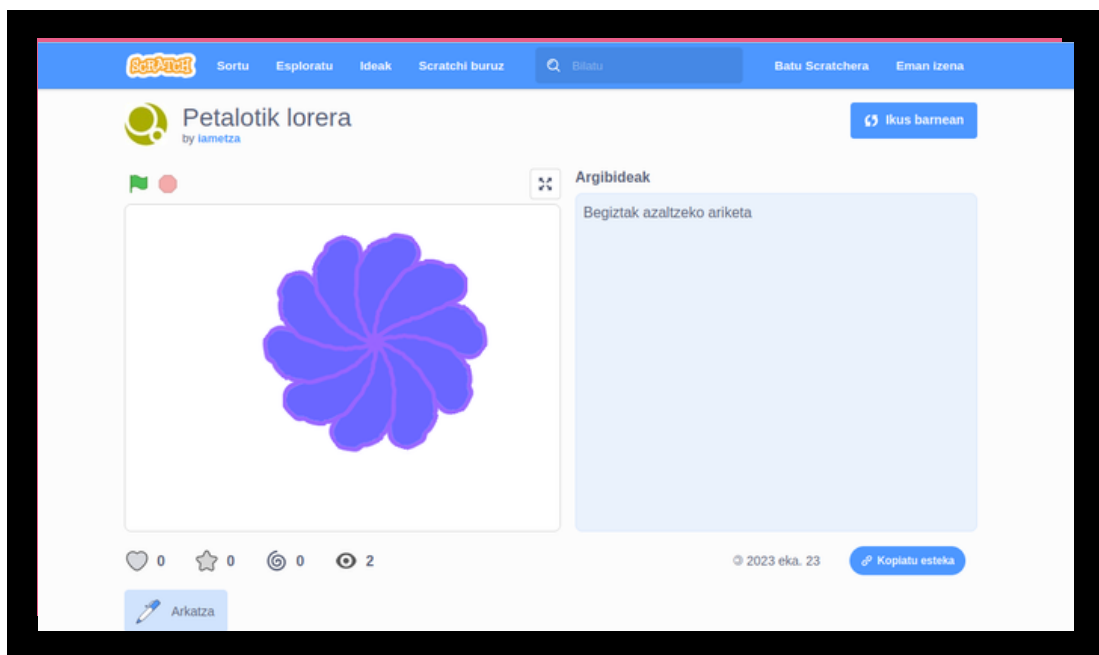 SCRATCH Sortu Esploratu Ideak Scratchi buruz Bilatu Batu Scratchera Eman izena
Petalotik lorera
by iametza
Ikus barnean
Argibideak
Begiztak azaltzeko ariketa
0 0 0 2
© 2023 eka. 23
Kopiatu esteka
Arkatza